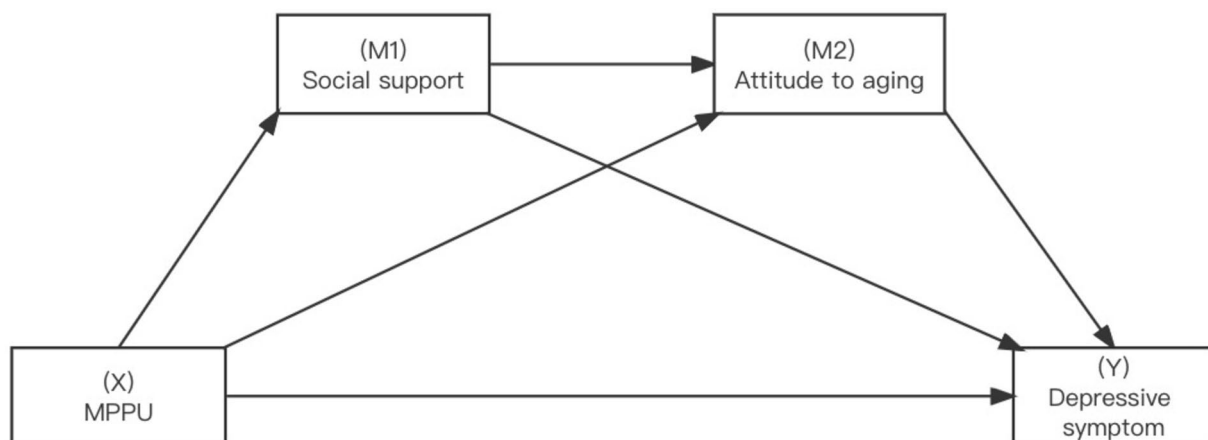 (M1)
Social support
(M2)
Attitude to aging
(X)
MPPU
(Y)
Depressive
symptom